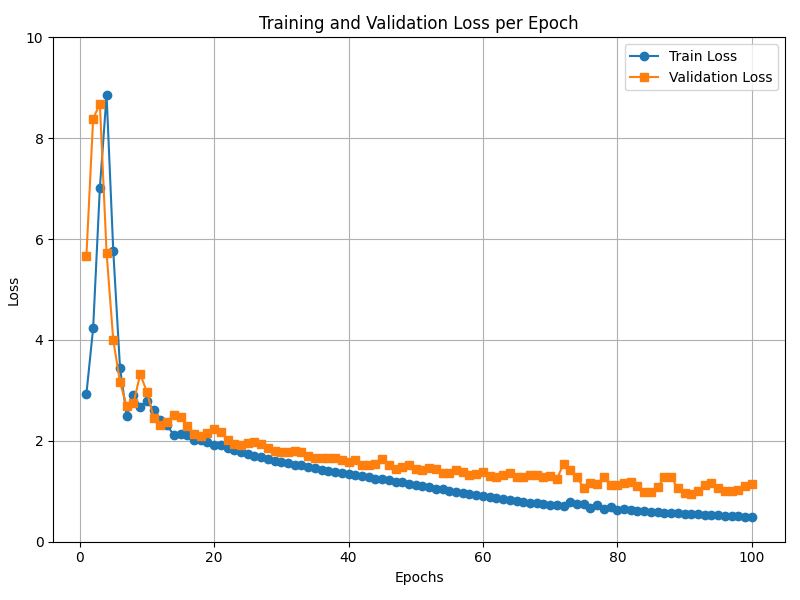 Training and Validation Loss per Epoch
Train Loss
Validation Loss
10
8
6
4
2
0
Loss
0 20 40 60 80 100
Epochs